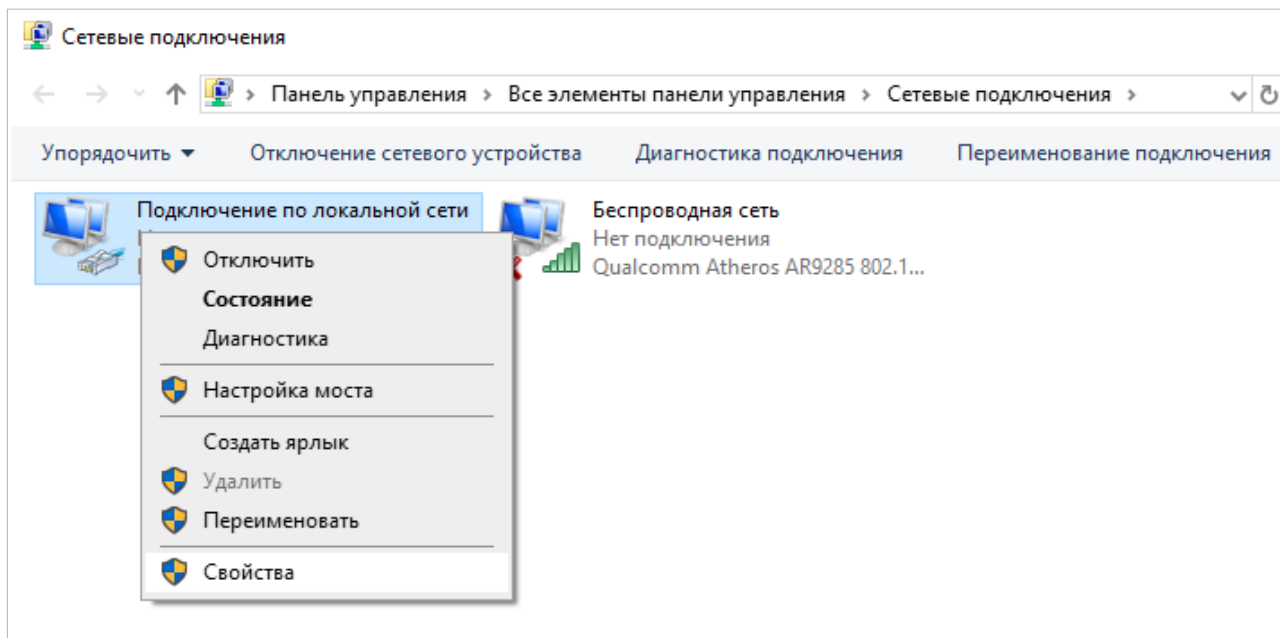 Сетевые подключения
Панель управления > Все элементы панели управления > Сетевые подключения >
Упорядочить Отключение сетевого устройства Диагностика подключения Переименование подключения
Подключение по локальной сети
Беспроводная сеть
Нет подключения
Qualcomm Atheros AR9285 802.1...
Отключить
Состояние
Диагностика
Настройка моста
Создать ярлык
Удалить
Переименовать
Свойства